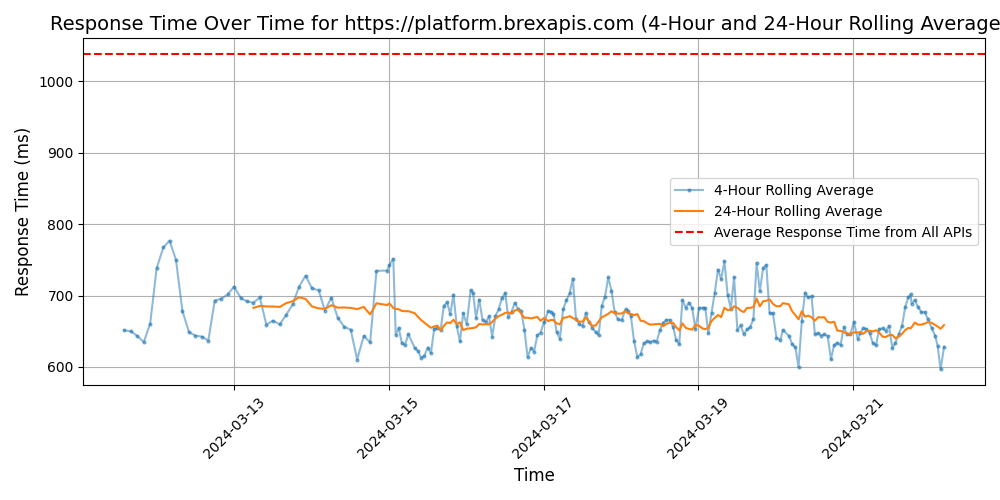 Response Time Over Time for https://platform.brexapis.com (4-Hour and 24-Hour Rolling Average
Response Time (ms)
1000
900
800
700
600
4-Hour Rolling Average
24-Hour Rolling Average
Average Response Time from All APIs
2024-03-13
2024-03-15
2024-03-17
2024-03-19
2024-03-21
Time